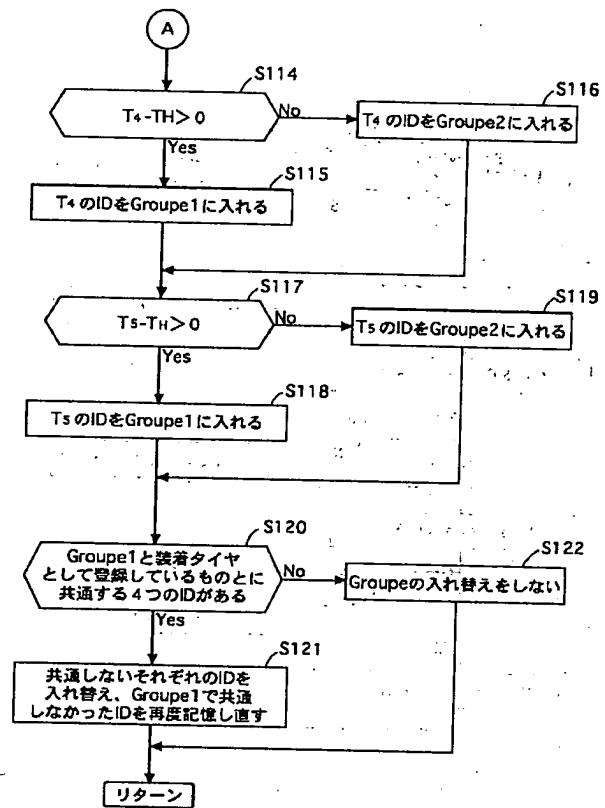 A
S114
T4-TH>0
No
S116
T4のIDをGroupe2に入れる
Yes
S115
T4のIDをGroupe1に入れる
S117
T5-TH>0
No
S119
T5のIDをGroupe2に入れる
Yes
S118
T5のIDをGroupe1に入れる
S120
Groupe1と装着タイヤ
として登録しているものとに
共通する4つのIDがある
No
S122
Groupeの入れ替えをしない
Yes
S121
共通しないそれぞれのIDを
入れ替え、Groupe1で共通
しなかったIDを再度記憶し直す
リターン